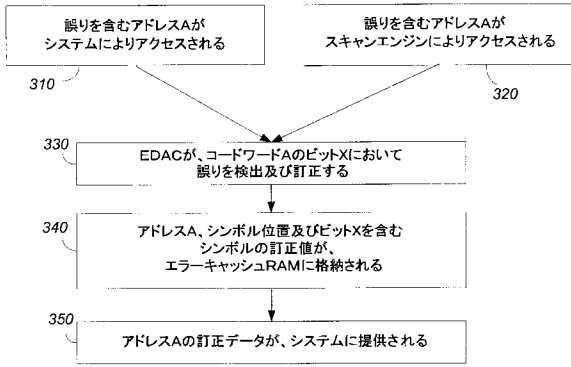 誤りを含むアドレスAが
システムによりアクセスされる
310
誤りを含むアドレスAが
スキャンエンジンによりアクセスされる
320
330
EDACが、コードワードAのビットXにおいて
誤りを検出及び訂正する
340
アドレスA、シンボル位置及びビットXを含む
シンボルの訂正値が、
エラーキャッシュRAMに格納される
350
アドレスAの訂正データが、システムに提供される